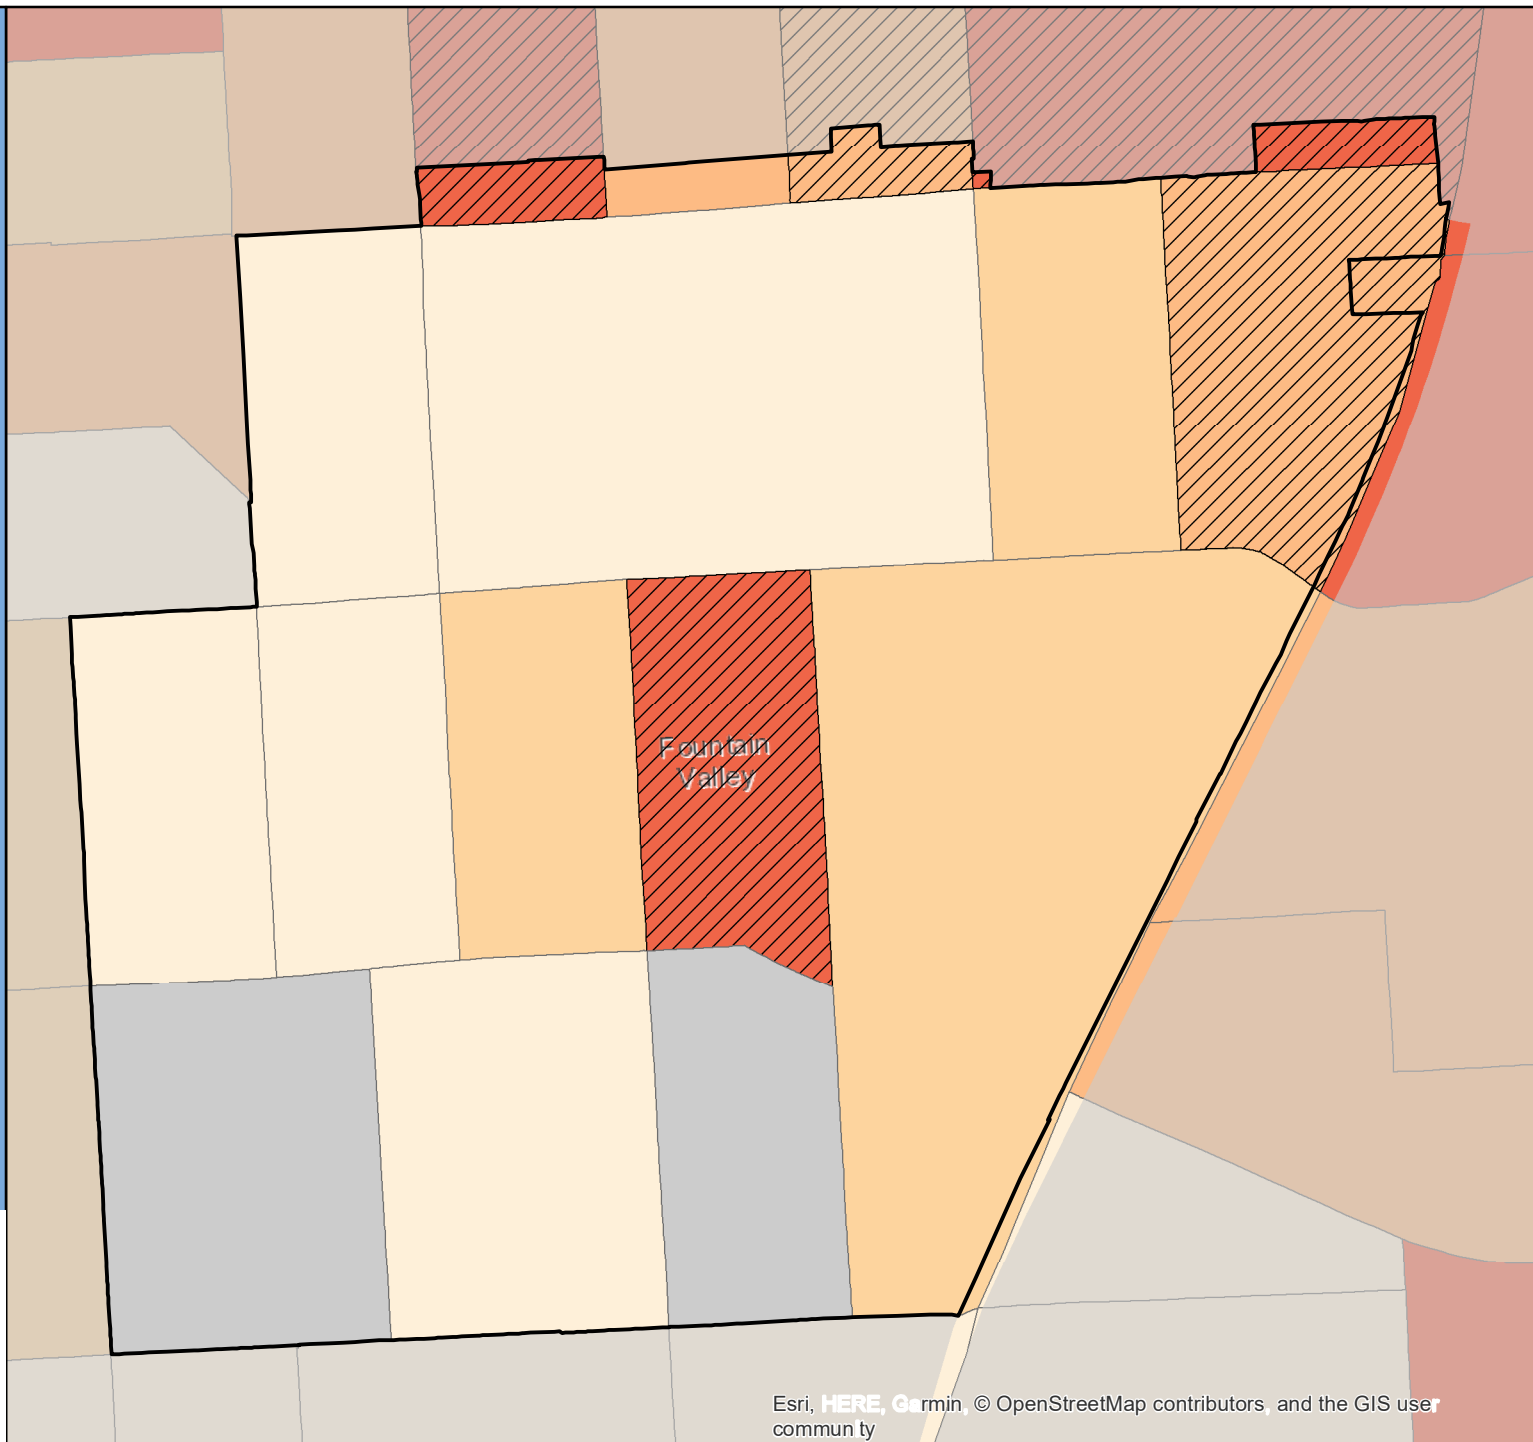 Fountain
Valley
Esri, HERE, Garmin, © OpenStreetMap contributors, and the GIS user
community